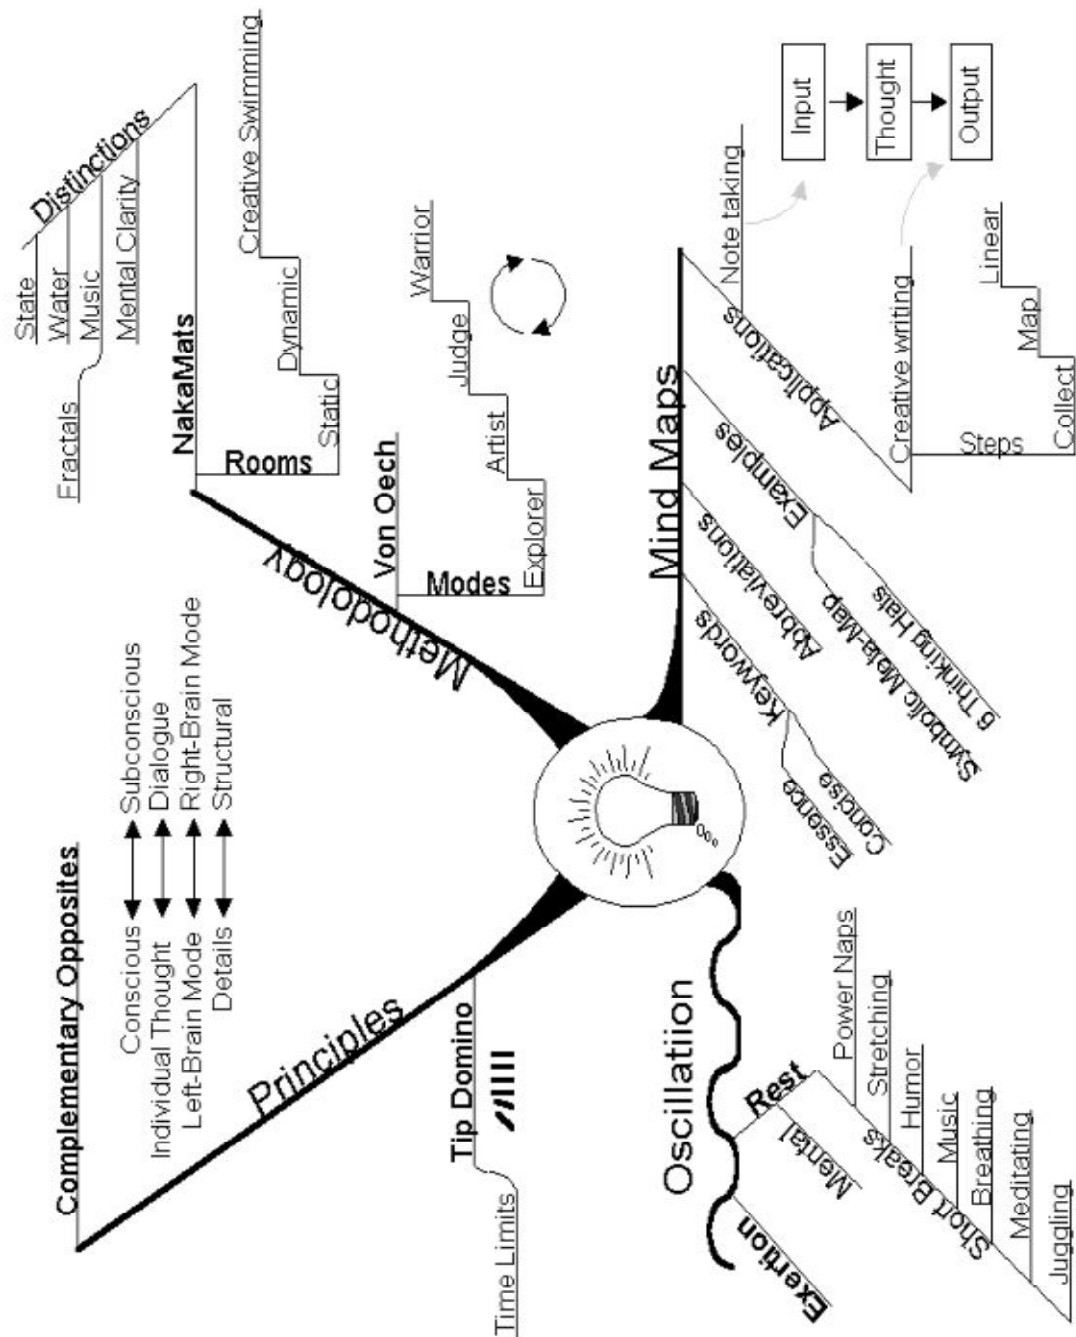 Complementary Opposites
Conscious Subconscious
Individual Thought Dialogue
Left-Brain Mode Right-Brain Mode
Details Structural
Principles
Tip Domino
Time Limits
Methodology
NakaMats
Distinctions
State
Water
Music
Fractals
Mental Clarity
Rooms
Static
Dynamic
Creative Swimming
Von Oech
Modes
Explorer
Artist
Judge
Warrior
Oscillatiion
Exertion
Rest
Mental
Short Breaks
Power Naps
Stretching
Humor
Music
Breathing
Meditating
Juggling
Mind Maps
Keywords
Essence
Concise
Abbreviations
Examples
Symbolic Meta-Map
6 Thinking Hats
Applications
Note taking
Creative writing
Steps
Collect
Map
Linear
Input
Thought
Output